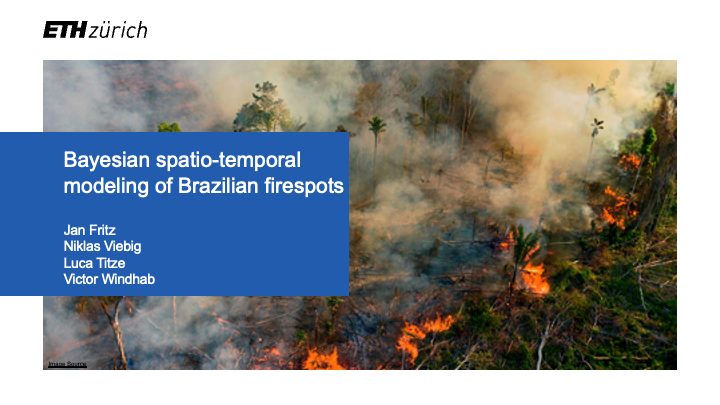 ETH zürich
Bayesian spatio-temporal
modeling of Brazilian firespots
Jan Fritz
Niklas Viebig
Luca Titze
Victor Windhab
Image Source